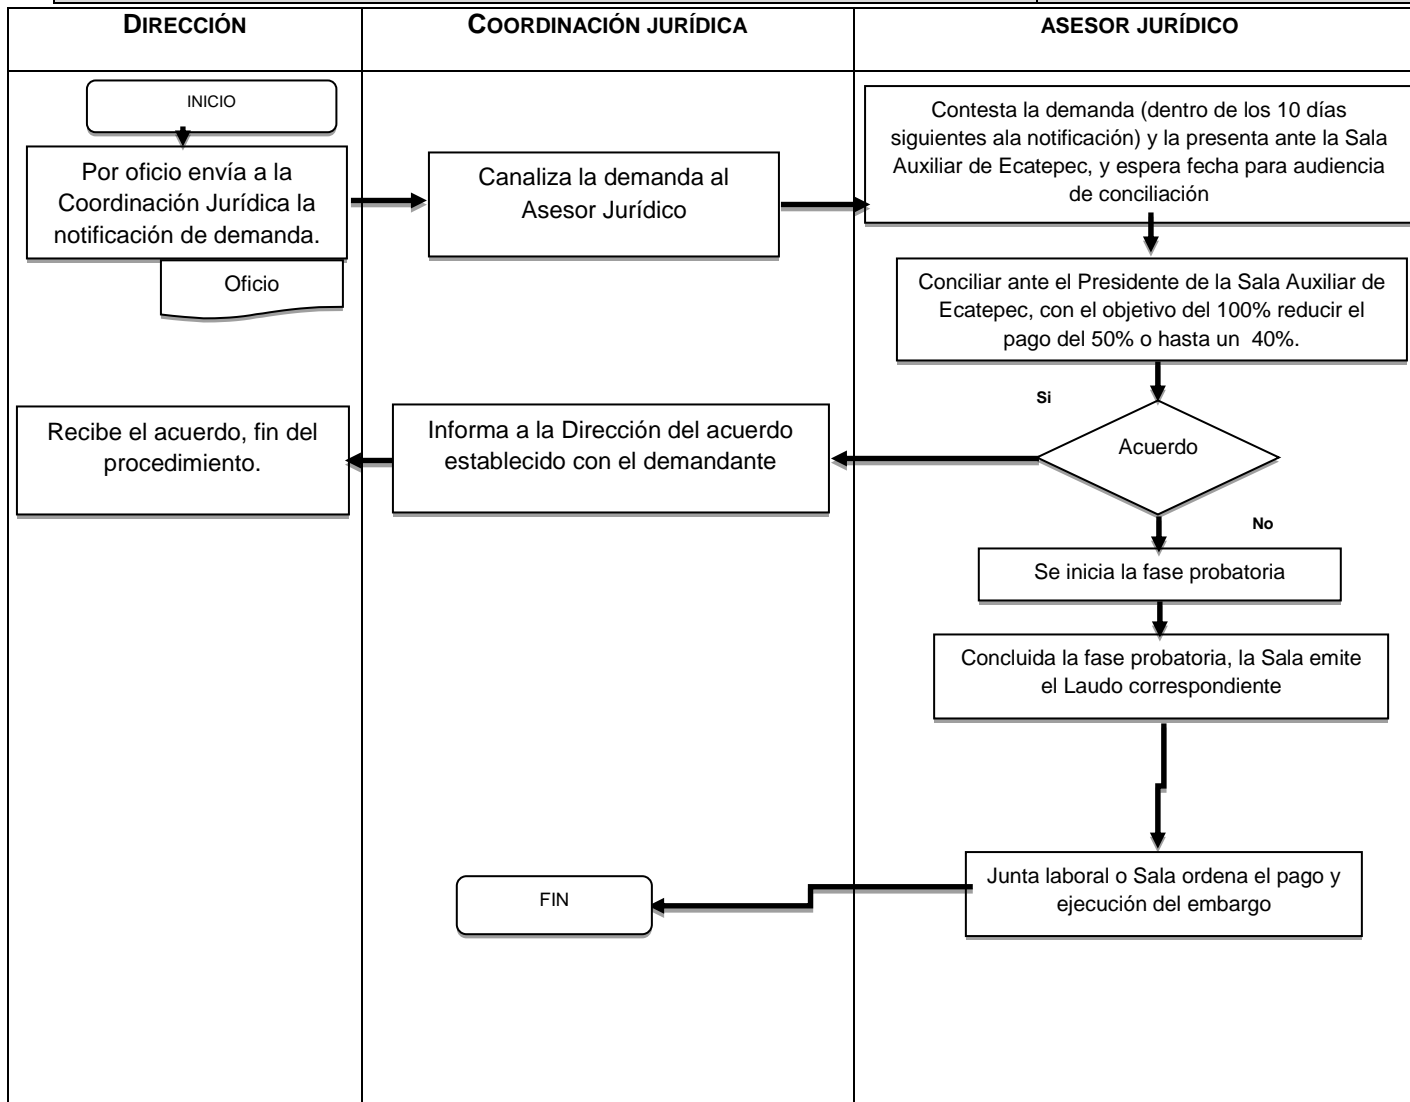 DIRECCIÓN
COORDINACIÓN JURÍDICA
ASESOR JURÍDICO
INICIO
Por oficio envía a la
Coordinación Jurídica la
notificación de demanda.
Oficio
Canaliza la demanda al
Asesor Jurídico
Contesta la demanda (dentro de los 10 días
siguientes ala notificación) y la presenta ante la Sala
Auxiliar de Ecatepec, y espera fecha para audiencia
de conciliación
Conciliar ante el Presidente de la Sala Auxiliar de
Ecatepec, con el objetivo del 100% reducir el
pago del 50% o hasta un 40%.
Si
Acuerdo
Informa a la Dirección del acuerdo
establecido con el demandante
Recibe el acuerdo, fin del
procedimiento.
No
Se inicia la fase probatoria
Concluida la fase probatoria, la Sala emite
el Laudo correspondiente
Junta laboral o Sala ordena el pago y
ejecución del embargo
FIN